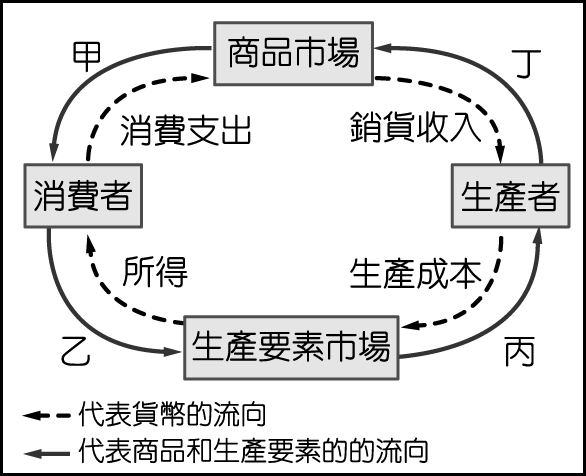 商品市場
甲
丁
消費支出
銷貨收入
消費者
生產者
所得
生產成本
生產要素市場
乙
丙
代表貨幣的流向
代表商品和生產要素的的流向